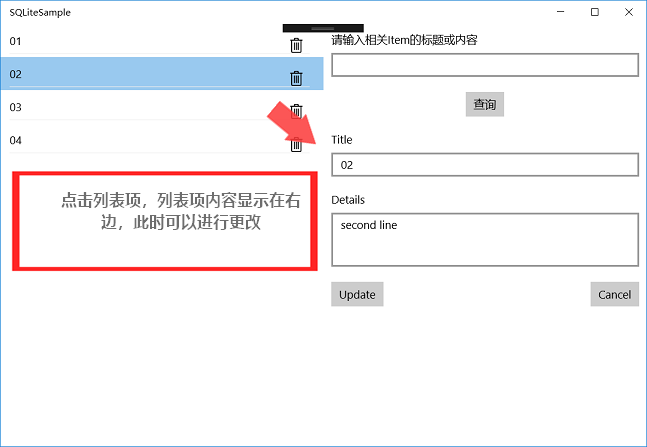 SQLiteSample
01
02
03
04
点击列表项，列表项内容显示在右
边，此时可以进行更改
请输入相关Item的标题或内容
查询
Title
02
Details
second line
Update
Cancel